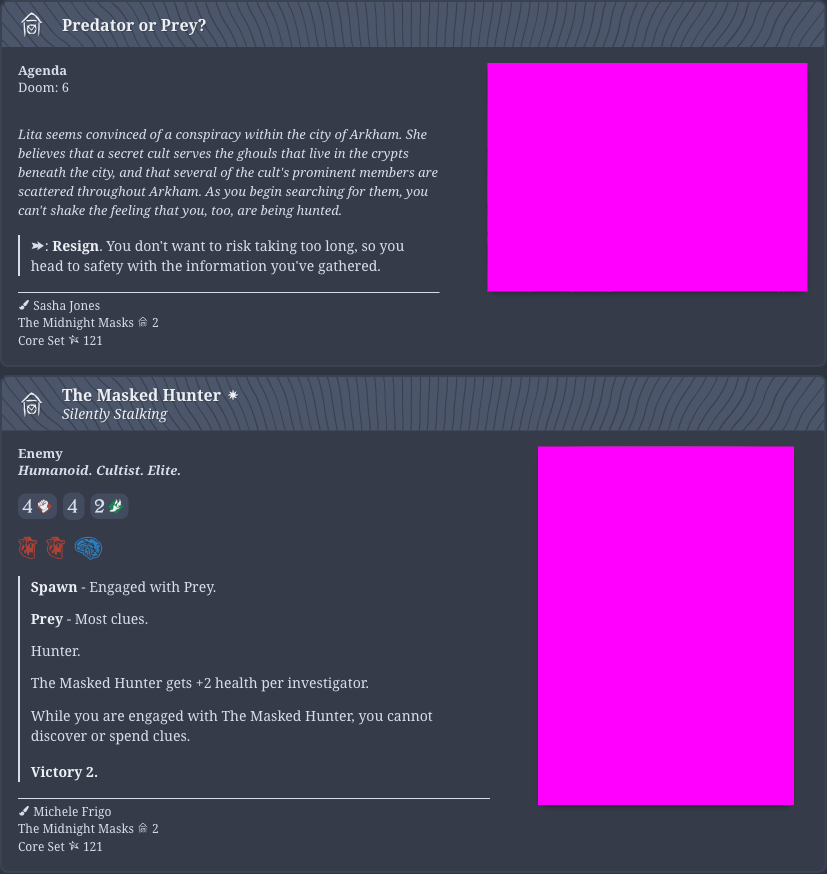 Predator or Prey?
Agenda
Doom: 6
Lita seems convinced of a conspiracy within the city of Arkham. She
believes that a secret cult serves the ghouls that live in the crypts
beneath the city, and that several of the cult's prominent members are
scattered throughout Arkham. As you begin searching for them, you
can't shake the feeling that you, too, are being hunted.
: Resign. You don't want to risk taking too long, so you
head to safety with the information you've gathered.
Sasha Jones
The Midnight Masks 2
Core Set 121
The Masked Hunter
Silently Stalking
Enemy
Humanoid. Cultist. Elite.
4 4 2
Spawn - Engaged with Prey.
Prey - Most clues.
Hunter.
The Masked Hunter gets +2 health per investigator.
While you are engaged with The Masked Hunter, you cannot
discover or spend clues.
Victory 2.
Michele Frigo
The Midnight Masks 2
Core Set 121